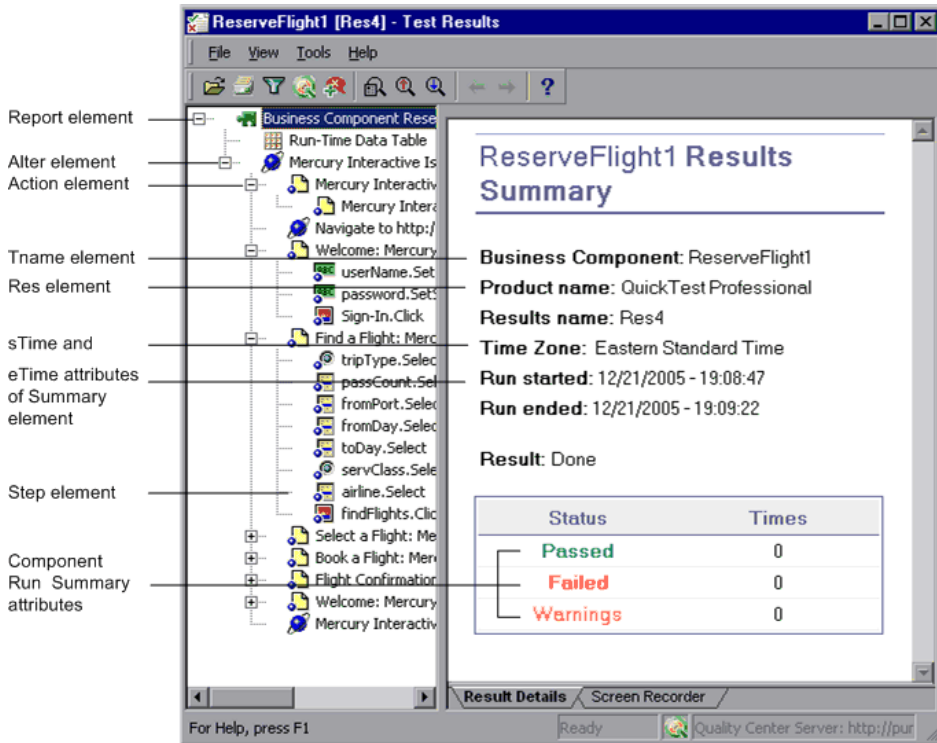 ReserveFlight1 [Res4] - Test Results
File View Tools Help
Report element
Alter element
Action element
Tname element
Res element
sTime and
eTime attributes
of Summary
element
Step element
Component
Run Summary
attributes
Business Component Rese
Run-Time Data Table
Mercury Interactive Is
Mercury Interactiv
Mercury Intera
Navigate to http:/
Welcome: Mercury
userName.Set
password.SetS
Sign-In.Click
Find a Flight: Merc
tripType.Selec
passCount.Sel
fromPort.Selec
fromDay.Selec
toDay.Select
servClass.Sele
airline.Select
findFlights.Clic
Select a Flight: Me
Book a Flight: Merc
Flight Confirmation
Welcome: Mercury
Mercury Interactiv
ReserveFlight1 Results
Summary
Business Component: ReserveFlight1
Product name: QuickTest Professional
Results name: Res4
Time Zone: Eastern Standard Time
Run started: 12/21/2005 - 19:08:47
Run ended: 12/21/2005 - 19:09:22
Result: Done
Status Times
Passed 0
Failed 0
Warnings 0
Result Details Screen Recorder
For Help, press F1
Ready
Quality Center Server: http://pur